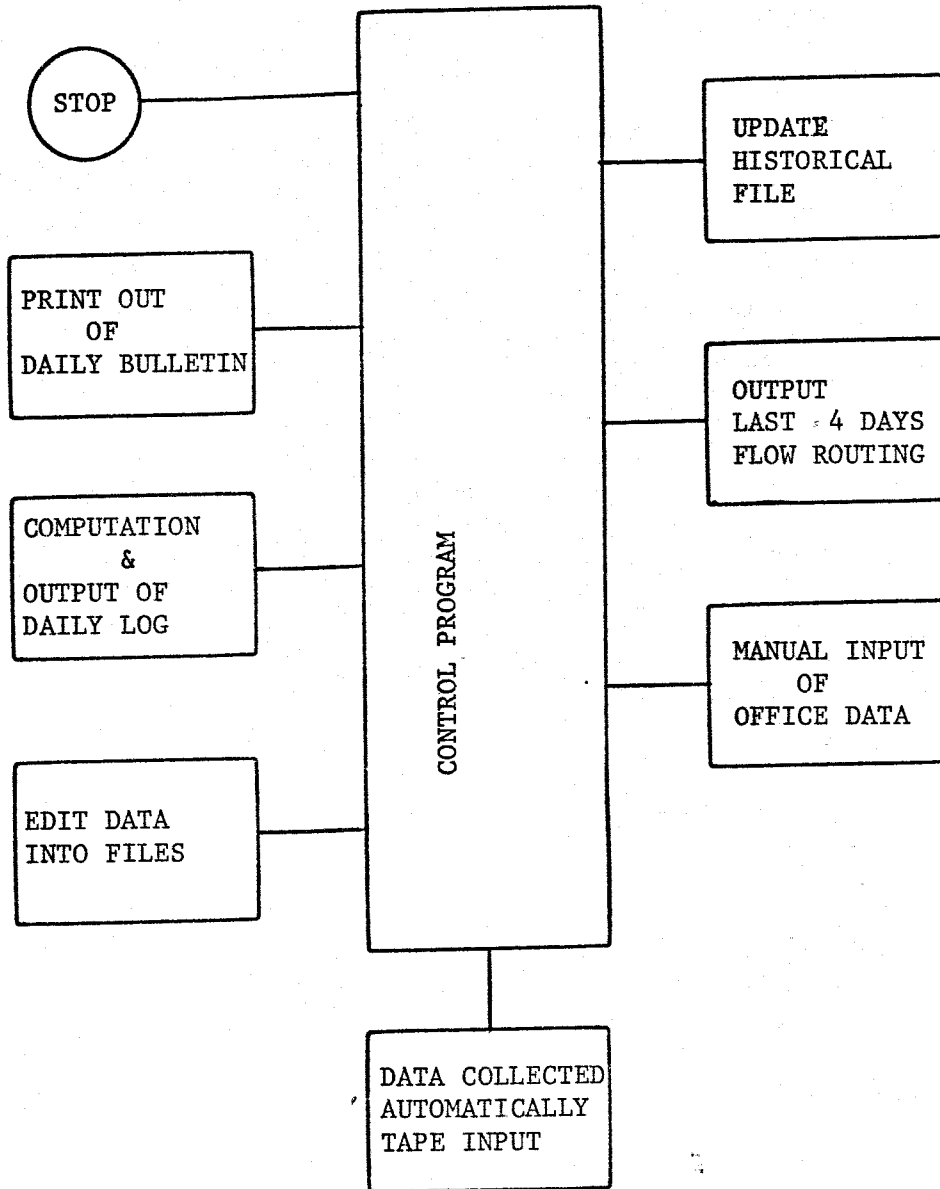 STOP
PRINT OUT
OF
DAILY BULLETIN
COMPUTATION
&
OUTPUT OF
DAILY LOG
EDIT DATA
INTO FILES
CONTROL PROGRAM
UPDATE
HISTORICAL
FILE
OUTPUT
LAST 4 DAYS
FLOW ROUTING
MANUAL INPUT
OF
OFFICE DATA
DATA COLLECTED
AUTOMATICALLY
TAPE INPUT